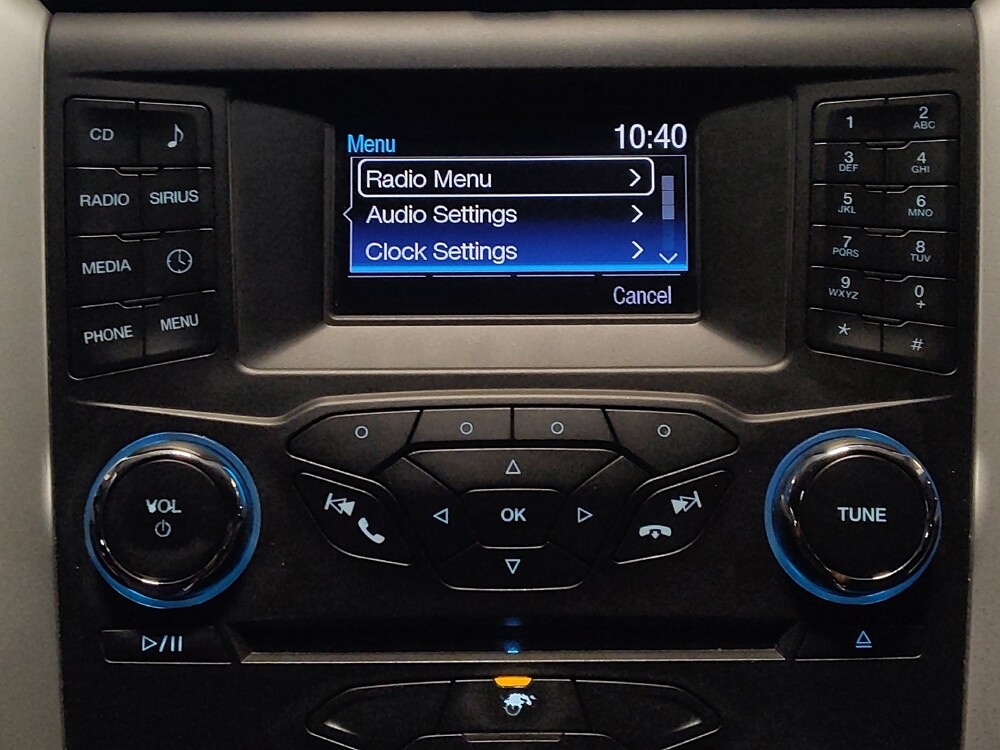 Menu
10:40
Radio Menu
Audio Settings
Clock Settings
Cancel
CD
RADIO
SIRIUS
MEDIA
PHONE
MENU
1
2
ABC
3
DEF
4
GHI
5
JKL
6
MNO
7
PQRS
8
TUV
9
WXYZ
0
+
*
#
VOL
OK
TUNE